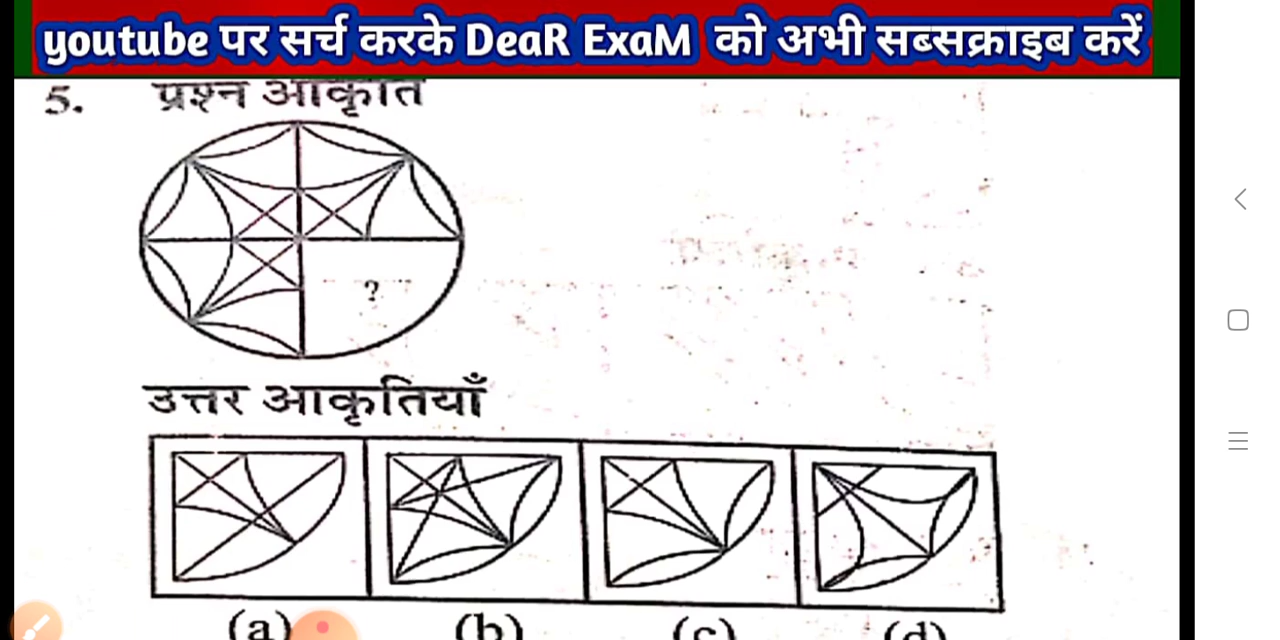 youtube पर सर्च करके DeaR ExaM को अभी सब्सक्राइब करें
5. प्रश्न आकृति
?
उत्तर आकृतियाँ
(a) (b) (c) (d)